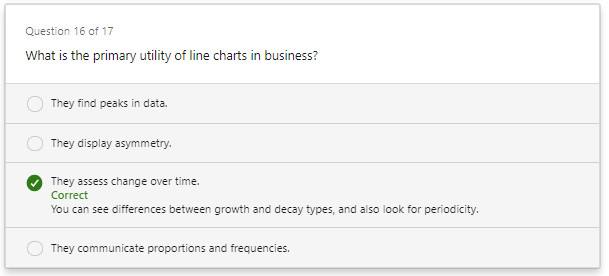 Question 16 of 17
What is the primary utility of line charts in business?
They find peaks in data.
They display asymmetry.
They assess change over time.
Correct
You can see differences between growth and decay types, and also look for periodicity.
They communicate proportions and frequencies.